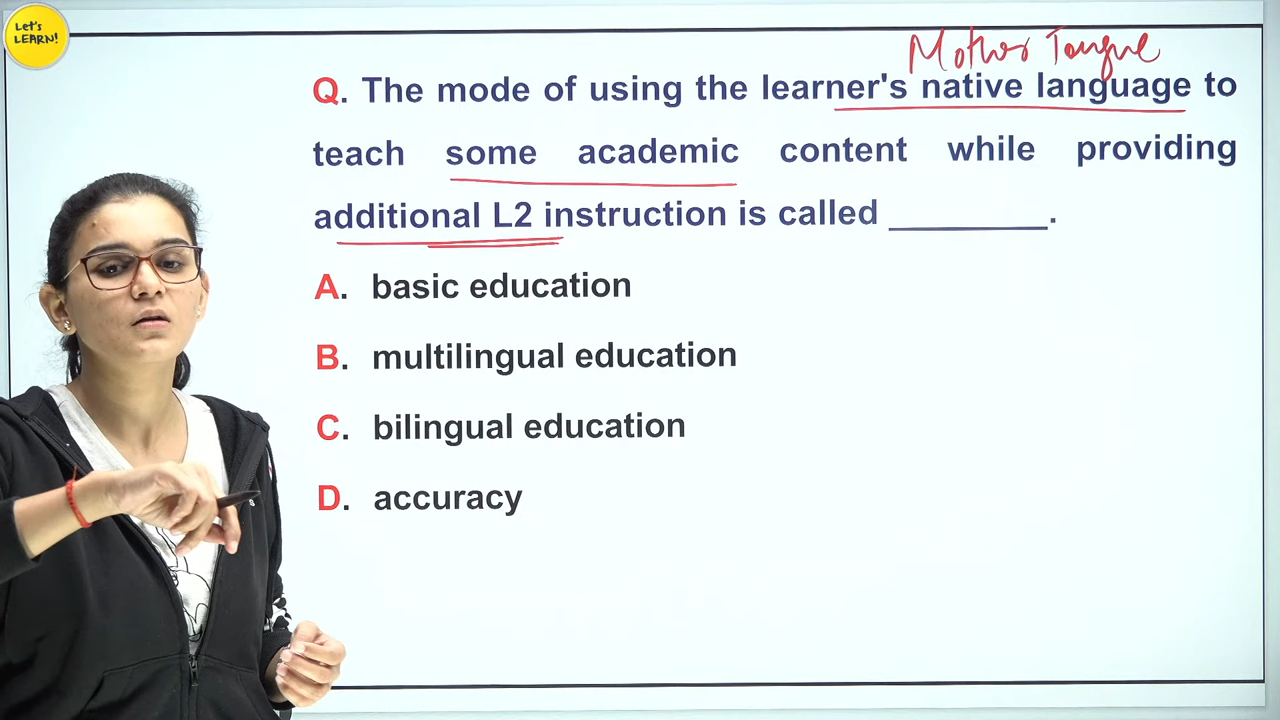 Let's
LEARN!
Mother Tongue
Q. The mode of using the learner's native language to
teach some academic content while providing
additional L2 instruction is called ________.
A. basic education
B. multilingual education
C. bilingual education
D. accuracy